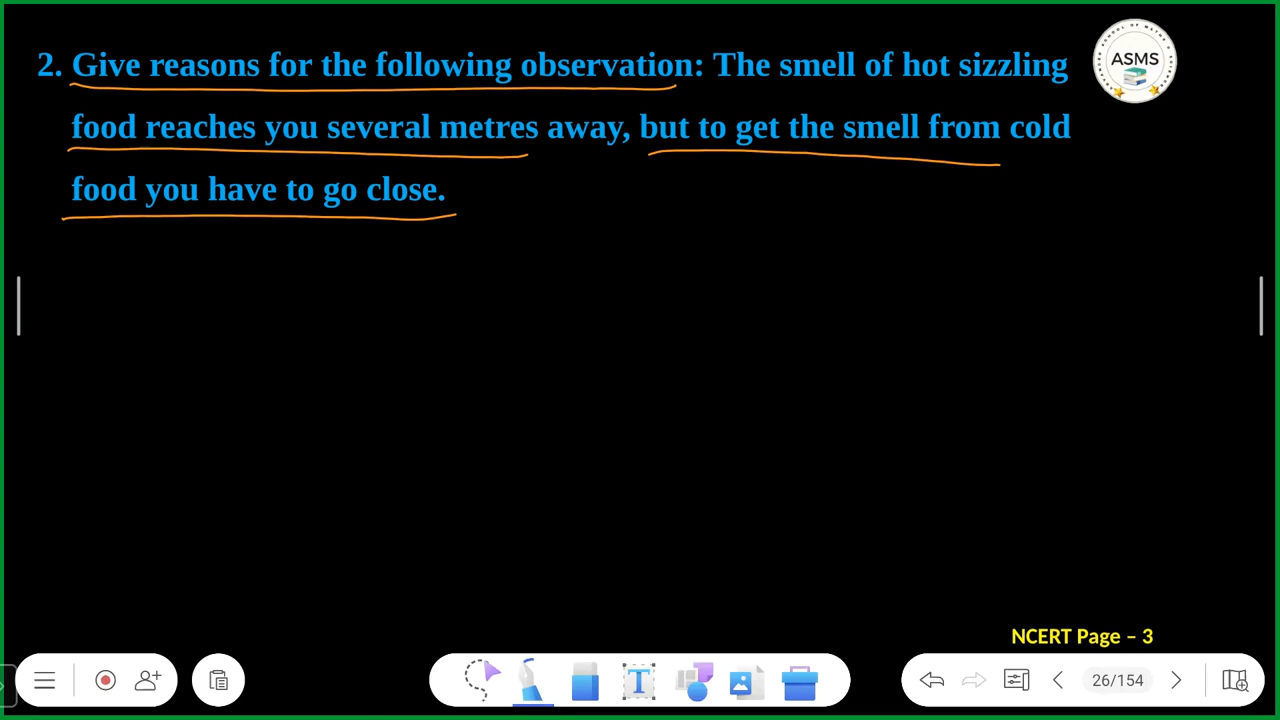 2. Give reasons for the following observation: The smell of hot sizzling
food reaches you several metres away, but to get the smell from cold
food you have to go close.
ASMS
NCERT Page – 3
26/154